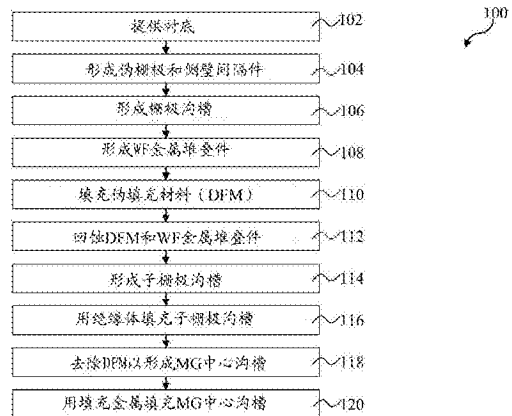 提供衬底
102
100
形成伪栅极和侧壁间隔件
104
形成栅极沟槽
106
形成WF金属堆叠件
108
填充伪填充材料（DFM）
110
回蚀DFM和WF金属堆叠件
112
形成子栅极沟槽
114
用绝缘体填充子栅极沟槽
116
去除DFM以形成MG中心沟槽
118
用填充金属填充MG中心沟槽
120